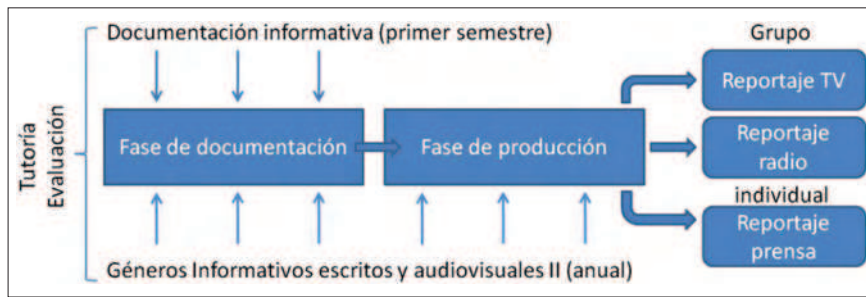 Documentación informativa (primer semestre)
Grupo
Reportaje TV
Tutoría
Evaluación
Fase de documentación
Fase de producción
Reportaje
radio
individual
Reportaje
prensa
Géneros Informativos escritos y audiovisuales II (anual)